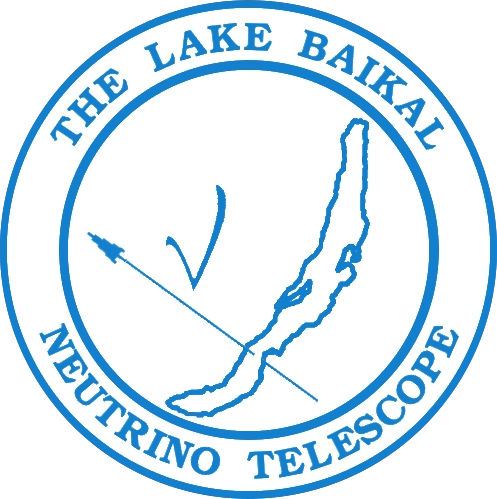 THE LAKE BAIKAL
ν
NEUTRINO TELESCOPE